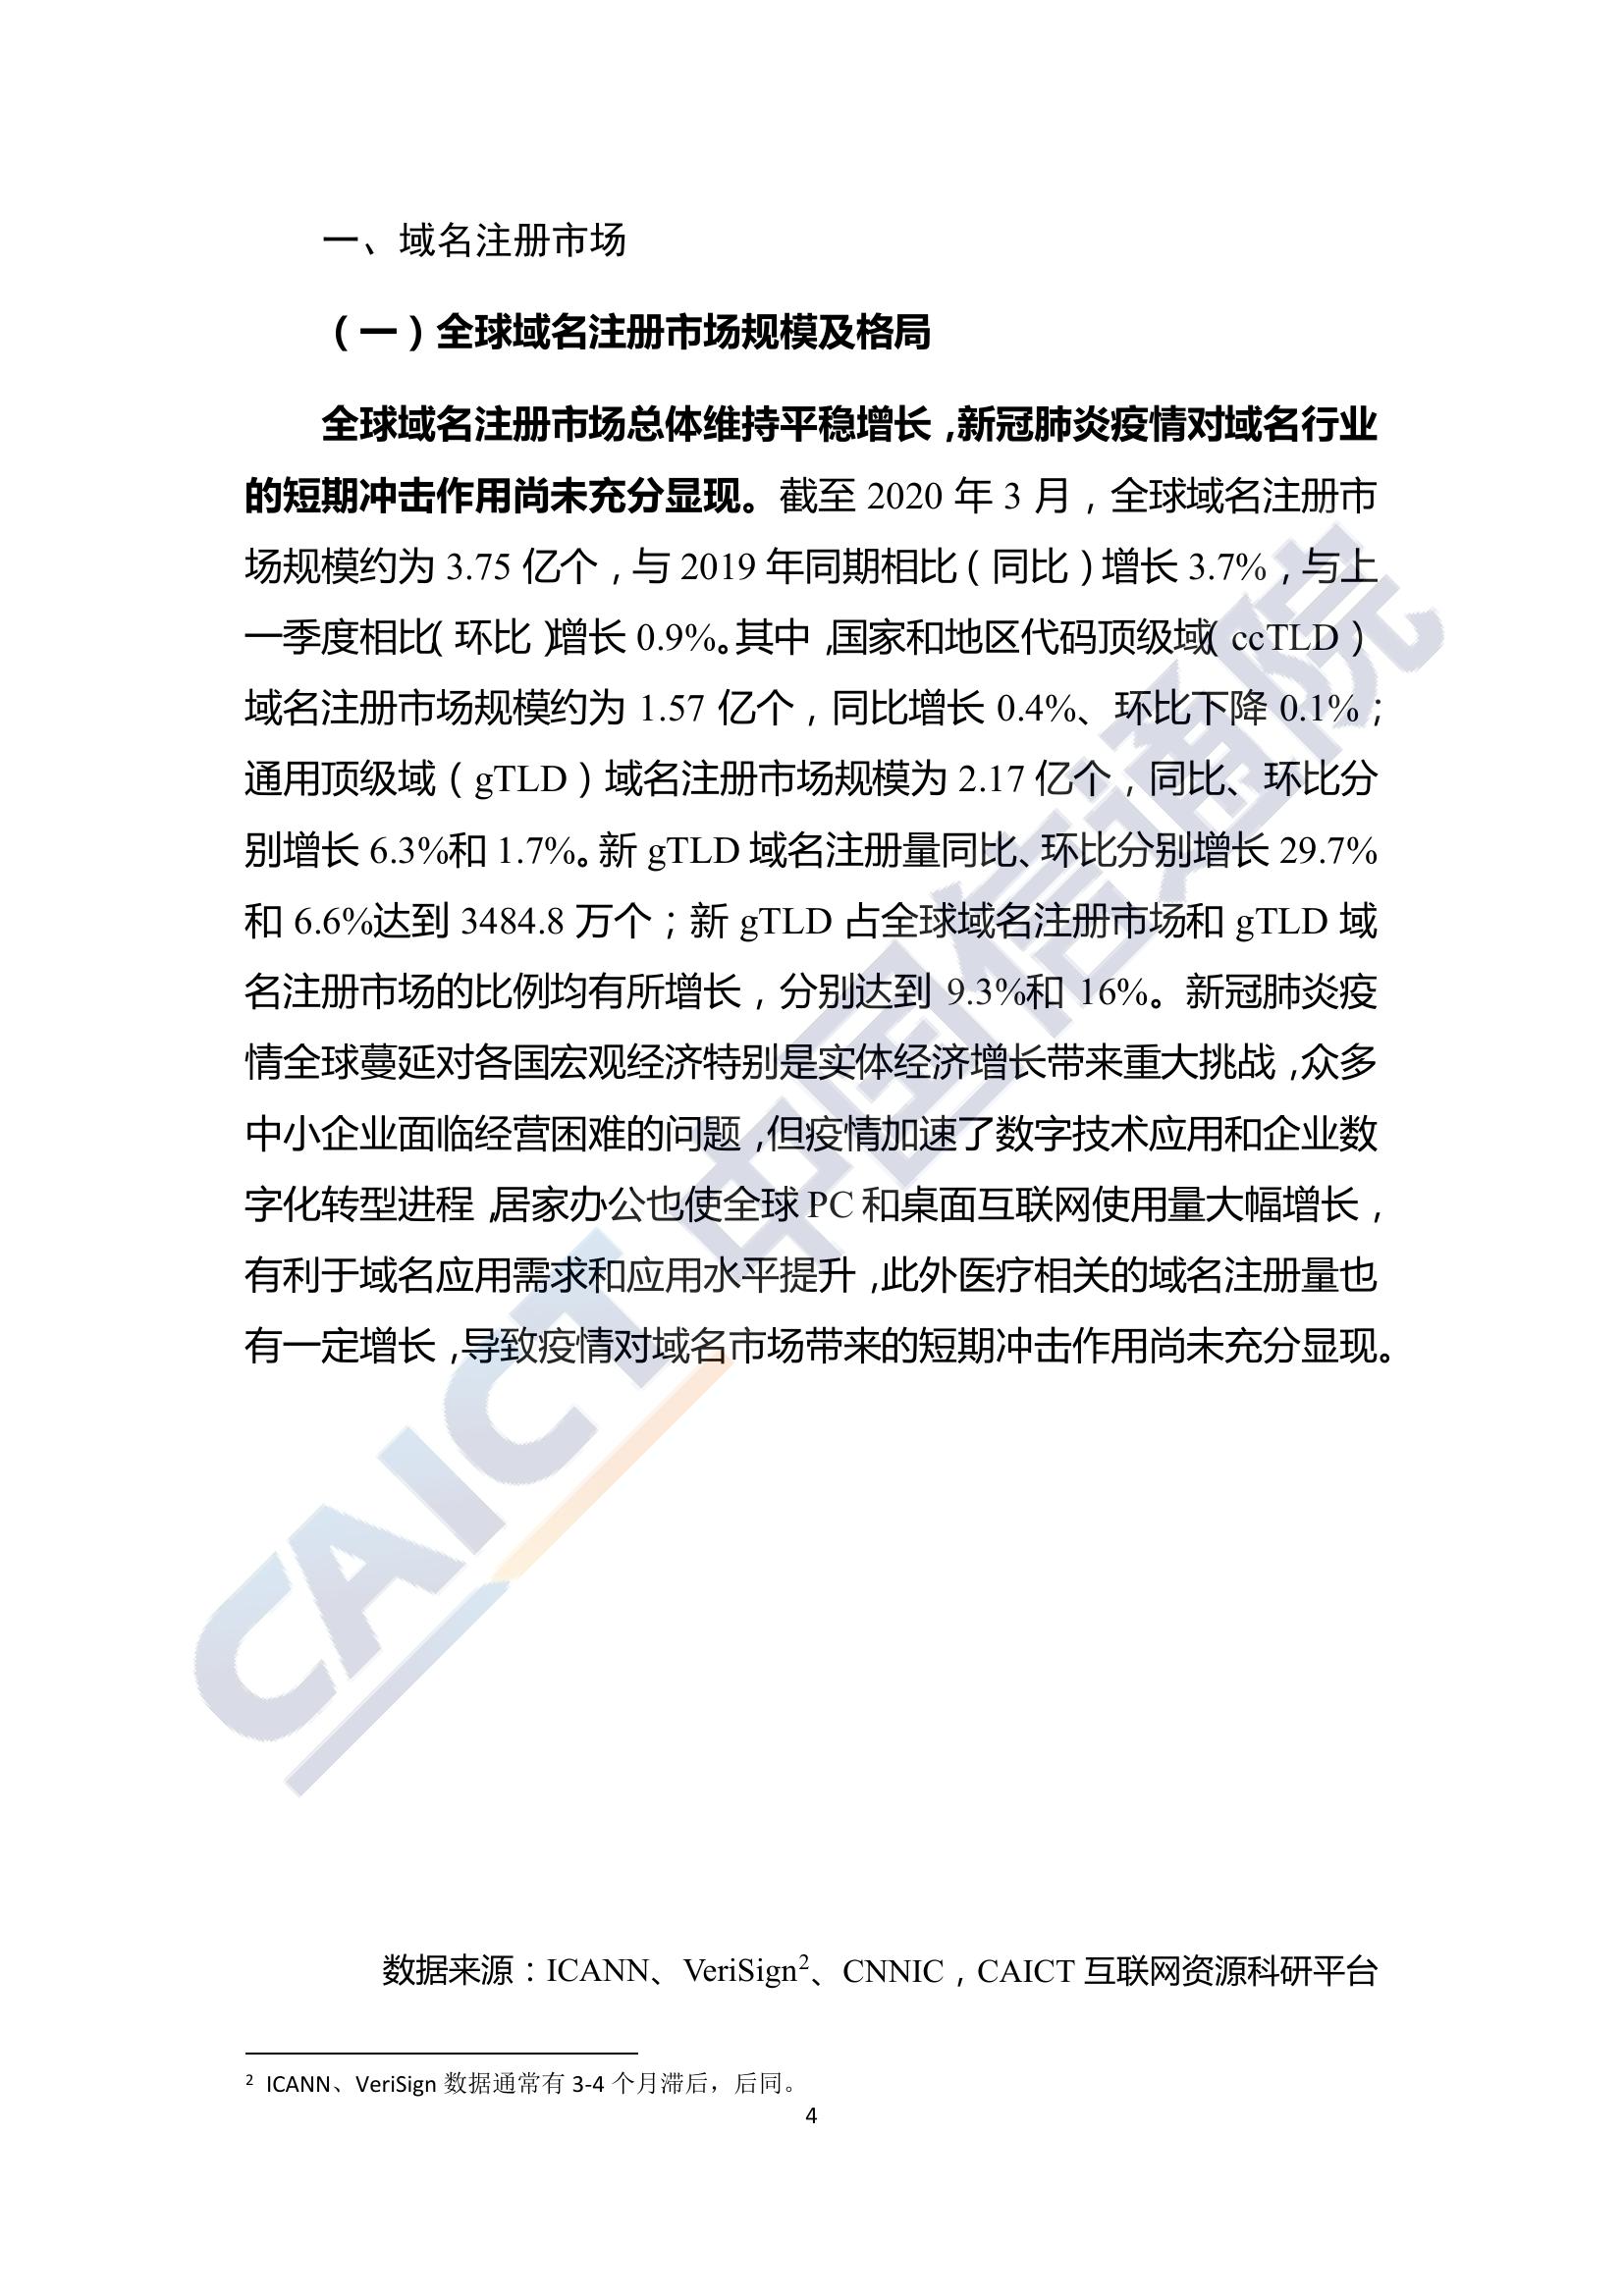 一、域名注册市场
（一）全球域名注册市场规模及格局
全球域名注册市场总体维持平稳增长，新冠肺炎疫情对域名行业
的短期冲击作用尚未充分显现。截至 2020 年 3 月，全球域名注册市
场规模约为 3.75 亿个，与 2019 年同期相比（同比）增长 3.7%，与上
一季度相比（环比）增长 0.9%。其中，国家和地区代码顶级域（ccTLD）
域名注册市场规模约为 1.57 亿个，同比增长 0.4%、环比下降 0.1%；
通用顶级域（gTLD）域名注册市场规模为 2.17 亿个，同比、环比分
别增长 6.3%和 1.7%。新 gTLD 域名注册量同比、环比分别增长 29.7%
和 6.6%达到 3484.8 万个；新 gTLD 占全球域名注册市场和 gTLD 域
名注册市场的比例均有所增长，分别达到 9.3%和 16%。新冠肺炎疫
情全球蔓延对各国宏观经济特别是实体经济增长带来重大挑战，众多
中小企业面临经营困难的问题，但疫情加速了数字技术应用和企业数
字化转型进程，居家办公也使全球 PC 和桌面互联网使用量大幅增长，
有利于域名应用需求和应用水平提升，此外医疗相关的域名注册量也
有一定增长，导致疫情对域名市场带来的短期冲击作用尚未充分显现。
CAICT 中国信通院
数据来源：ICANN、VeriSign²、CNNIC，CAICT 互联网资源科研平台
² ICANN、VeriSign 数据通常有 3-4 个月滞后，后同。
4